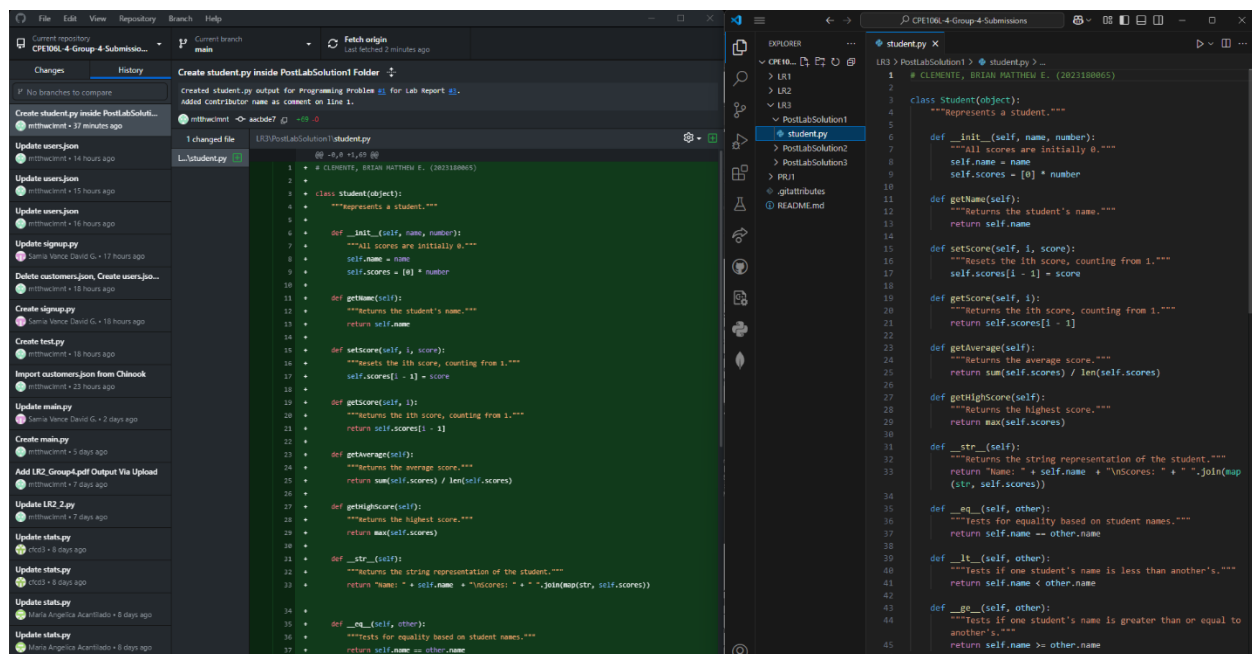 File Edit View Repository Branch Help
Current repository
CPE106L-4-Group-4-Submissio...
Current branch
main
Fetch origin
Last fetched 2 minutes ago
Changes History
No branches to compare
Create student.py inside PostLabSoluti...
mtthwclmnt • 37 minutes ago
Update users.json
mtthwclmnt • 14 hours ago
Update users.json
mtthwclmnt • 15 hours ago
Update users.json
mtthwclmnt • 16 hours ago
Update signup.py
Samia Vance David G. • 17 hours ago
Delete customers.json, Create users.jso...
mtthwclmnt • 18 hours ago
Create signup.py
Samia Vance David G. • 18 hours ago
Create test.py
mtthwclmnt • 18 hours ago
Import customers.json from Chinook
mtthwclmnt • 23 hours ago
Update main.py
Samia Vance David G. • 2 days ago
Create main.py
mtthwclmnt • 5 days ago
Add LR2_Group4.pdf Output Via Upload
mtthwclmnt • 7 days ago
Update LR2_2.py
mtthwclmnt • 7 days ago
Update stats.py
cfcd3 • 8 days ago
Update stats.py
cfcd3 • 8 days ago
Update stats.py
Maria Angelica Acantilado • 8 days ago
Update stats.py
Maria Angelica Acantilado • 8 days ago
Create student.py inside PostLabSolution1 Folder
Created student.py output for Programming Problem #1 for Lab Report #3.
Added Contributor name as comment on line 1.
mtthwclmnt aacbde7 +69 -0
1 changed file
L...\student.py
LR3\PostLabSolution1\student.py
@@ -0,0 +1,69 @@
1 + # CLEMENTE, BRIAN MATTHEW E. (2023180065)
2 +
3 + class Student(object):
4 + """Represents a student."""
5 +
6 + def __init__(self, name, number):
7 + """All scores are initially 0."""
8 + self.name = name
9 + self.scores = [0] * number
10 +
11 + def getName(self):
12 + """Returns the student's name."""
13 + return self.name
14 +
15 + def setScore(self, i, score):
16 + """Resets the ith score, counting from 1."""
17 + self.scores[i - 1] = score
18 +
19 + def getScore(self, i):
20 + """Returns the ith score, counting from 1."""
21 + return self.scores[i - 1]
22 +
23 + def getAverage(self):
24 + """Returns the average score."""
25 + return sum(self.scores) / len(self.scores)
26 +
27 + def getHighScore(self):
28 + """Returns the highest score."""
29 + return max(self.scores)
30 +
31 + def __str__(self):
32 + """Returns the string representation of the student."""
33 + return "Name: " + self.name + "\nScores: " + " ".join(map(str, self.scores))
34 +
35 + def __eq__(self, other):
36 + """Tests for equality based on student names."""
37 + return self.name == other.name
CPE106L-4-Group-4-Submissions
EXPLORER
CPE10...
LR1
LR2
LR3
PostLabSolution1
student.py
PostLabSolution2
PostLabSolution3
PRJ1
.gitattributes
README.md
student.py
LR3 > PostLabSolution1 > student.py > ...
1 # CLEMENTE, BRIAN MATTHEW E. (2023180065)
2
3 class Student(object):
4 """Represents a student."""
5
6 def __init__(self, name, number):
7 """All scores are initially 0."""
8 self.name = name
9 self.scores = [0] * number
10
11 def getName(self):
12 """Returns the student's name."""
13 return self.name
14
15 def setScore(self, i, score):
16 """Resets the ith score, counting from 1."""
17 self.scores[i - 1] = score
18
19 def getScore(self, i):
20 """Returns the ith score, counting from 1."""
21 return self.scores[i - 1]
22
23 def getAverage(self):
24 """Returns the average score."""
25 return sum(self.scores) / len(self.scores)
26
27 def getHighScore(self):
28 """Returns the highest score."""
29 return max(self.scores)
30
31 def __str__(self):
32 """Returns the string representation of the student."""
33 return "Name: " + self.name + "\nScores: " + " ".join(map
(str, self.scores))
34
35 def __eq__(self, other):
36 """Tests for equality based on student names."""
37 return self.name == other.name
38
39 def __lt__(self, other):
40 """Tests if one student's name is less than another's."""
41 return self.name < other.name
42
43 def __ge__(self, other):
44 """Tests if one student's name is greater than or equal to
another's."""
45 return self.name >= other.name